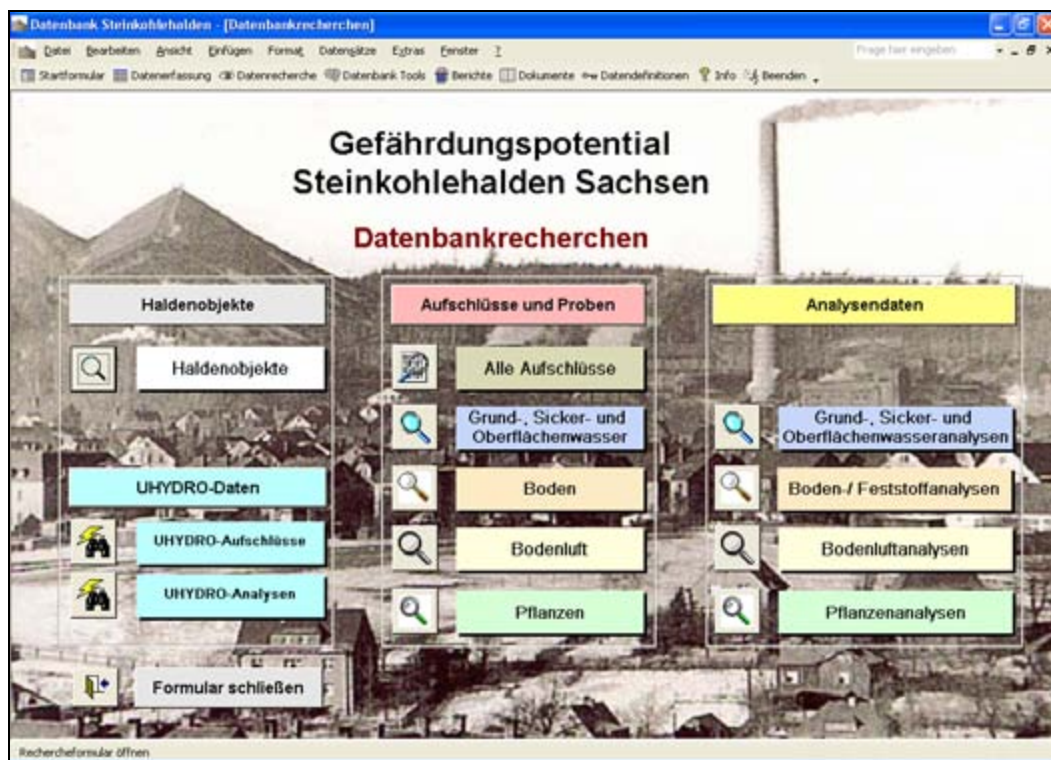 Datenbank Steinkohlehalden - [Datenbankrecherchen]
Datei Bearbeiten Ansicht Einfügen Format Datensätze Extras Fenster ? Frage hier eingeben
Startformular Datenerfassung Datenrecherche Datenbank Tools Berichte Dokumente Datendefinitionen Info Beenden
Gefährdungspotential
Steinkohlehalden Sachsen
Datenbankrecherchen
Haldenobjekte
Haldenobjekte
UHYDRO-Daten
UHYDRO-Aufschlüsse
UHYDRO-Analysen
Formular schließen
Aufschlüsse und Proben
Alle Aufschlüsse
Grund-, Sicker- und
Oberflächenwasser
Boden
Bodenluft
Pflanzen
Analysendaten
Grund-, Sicker- und
Oberflächenwasseranalysen
Boden-/ Feststoffanalysen
Bodenluftanalysen
Pflanzenanalysen
Rechercheformular öffnen